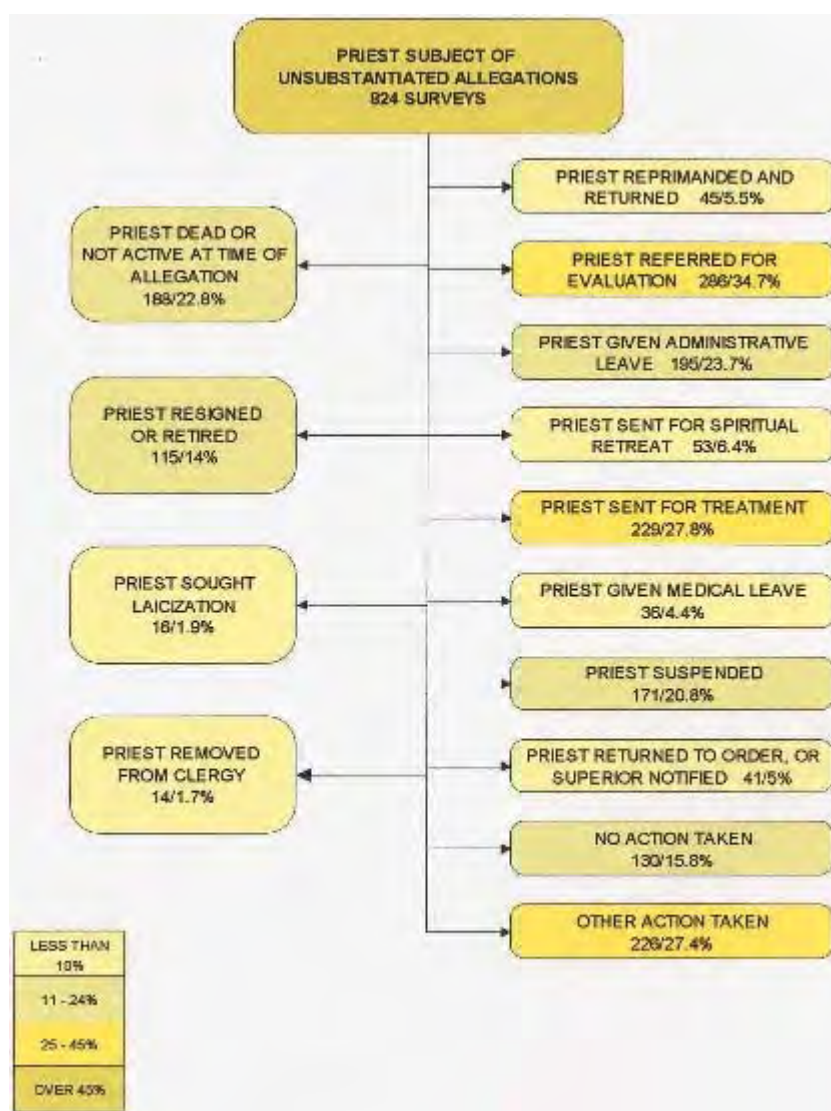 PRIEST SUBJECT OF
UNSUBSTANTIATED ALLEGATIONS
824 SURVEYS
PRIEST DEAD OR
NOT ACTIVE AT TIME OF
ALLEGATION
188/22.8%
PRIEST RESIGNED
OR RETIRED
115/14%
PRIEST SOUGHT
LAICIZATION
16/1.9%
PRIEST REMOVED
FROM CLERGY
14/1.7%
PRIEST REPRIMANDED AND
RETURNED 45/5.5%
PRIEST REFERRED FOR
EVALUATION 286/34.7%
PRIEST GIVEN ADMINISTRATIVE
LEAVE 195/23.7%
PRIEST SENT FOR SPIRITUAL
RETREAT 53/6.4%
PRIEST SENT FOR TREATMENT
229/27.8%
PRIEST GIVEN MEDICAL LEAVE
36/4.4%
PRIEST SUSPENDED
171/20.8%
PRIEST RETURNED TO ORDER, OR
SUPERIOR NOTIFIED 41/5%
NO ACTION TAKEN
130/15.8%
OTHER ACTION TAKEN
226/27.4%
LESS THAN
10%
11 - 24%
25 - 45%
OVER 45%